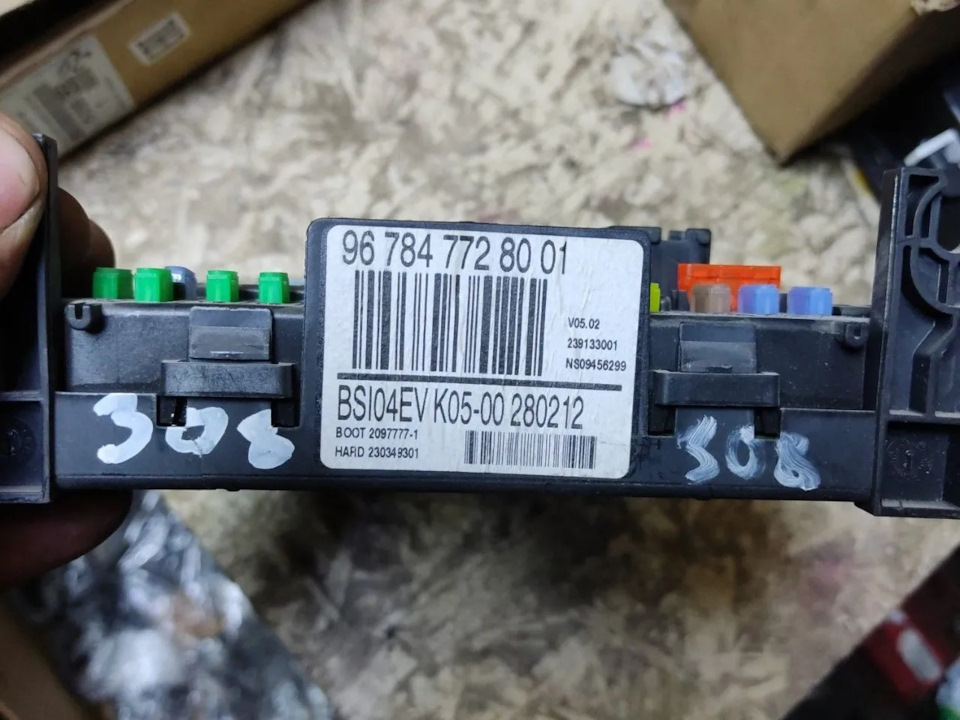 96 784 772 80 01
V05.02
239133001
NS09456299
BSI04EV K05-00 280212
BOOT 2097777-1
HARD 230349301
308
308